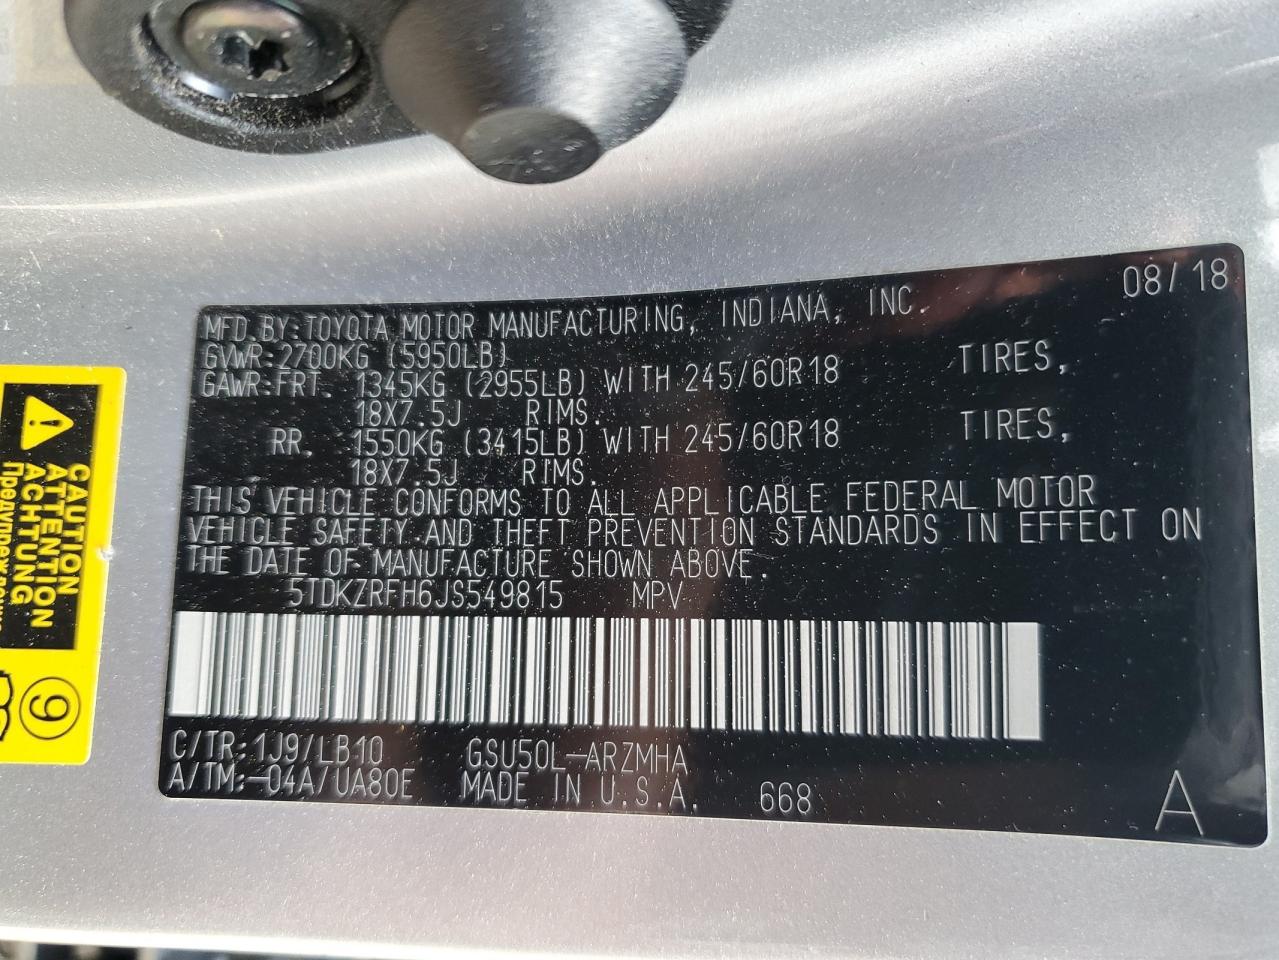 08/18
MFD.BY:TOYOTA MOTOR MANUFACTURING, INDIANA, INC.
GVWR:2700KG (5950LB)
GAWR:FRT. 1345KG (2955LB) WITH 245/60R18 TIRES,
18X7.5J RIMS.
RR. 1550KG (3415LB) WITH 245/60R18 TIRES,
18X7.5J RIMS.
THIS VEHICLE CONFORMS TO ALL APPLICABLE FEDERAL MOTOR
VEHICLE SAFETY AND THEFT PREVENTION STANDARDS IN EFFECT ON
THE DATE OF MANUFACTURE SHOWN ABOVE.
5TDKZRFH6JS549815 MPV
C/TR:1J9/LB10 GSU50L-ARZMHA
A/TM:-04A/UA80E MADE IN U.S.A. 668 A
CAUTION
ATTENTION
ACHTUNG
9